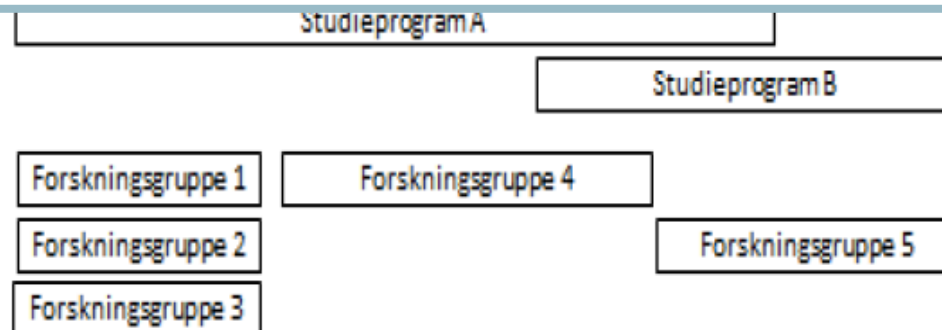 Studieprogram A
Studieprogram B
Forskningsgruppe 1
Forskningsgruppe 4
Forskningsgruppe 2
Forskningsgruppe 5
Forskningsgruppe 3